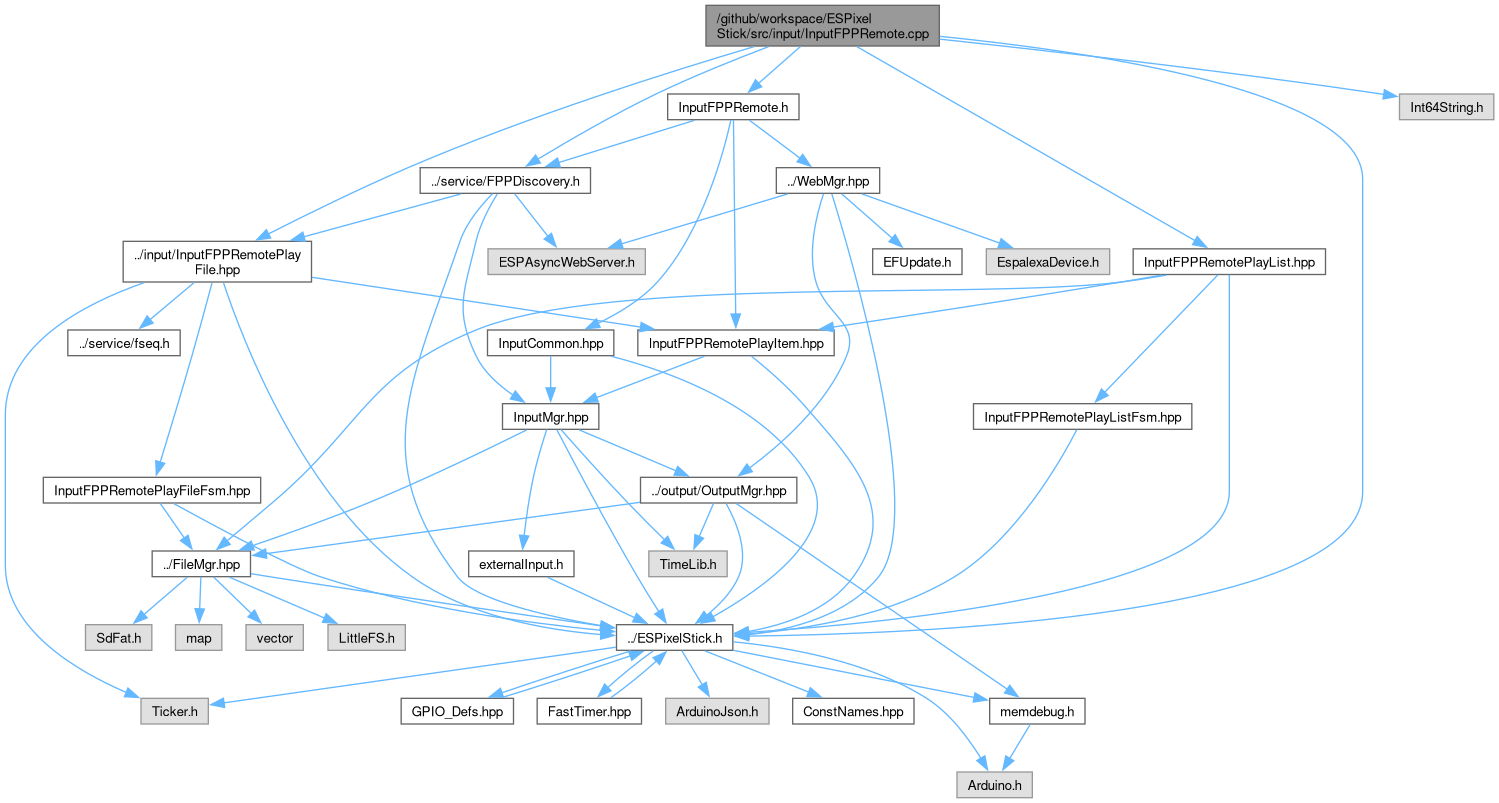 /github/workspace/ESPixel
Stick/src/input/InputFPPRemote.cpp
InputFPPRemote.h
Int64String.h
../service/FPPDiscovery.h
../WebMgr.hpp
../input/InputFPPRemotePlay
File.hpp
ESPAsyncWebServer.h
EFUpdate.h
EspalexaDevice.h
InputFPPRemotePlayList.hpp
../service/fseq.h
InputCommon.hpp
InputFPPRemotePlayItem.hpp
InputMgr.hpp
InputFPPRemotePlayListFsm.hpp
InputFPPRemotePlayFileFsm.hpp
../output/OutputMgr.hpp
../FileMgr.hpp
externalInput.h
TimeLib.h
SdFat.h
map
vector
LittleFS.h
../ESPixelStick.h
Ticker.h
GPIO_Defs.hpp
FastTimer.hpp
ArduinoJson.h
ConstNames.hpp
memdebug.h
Arduino.h